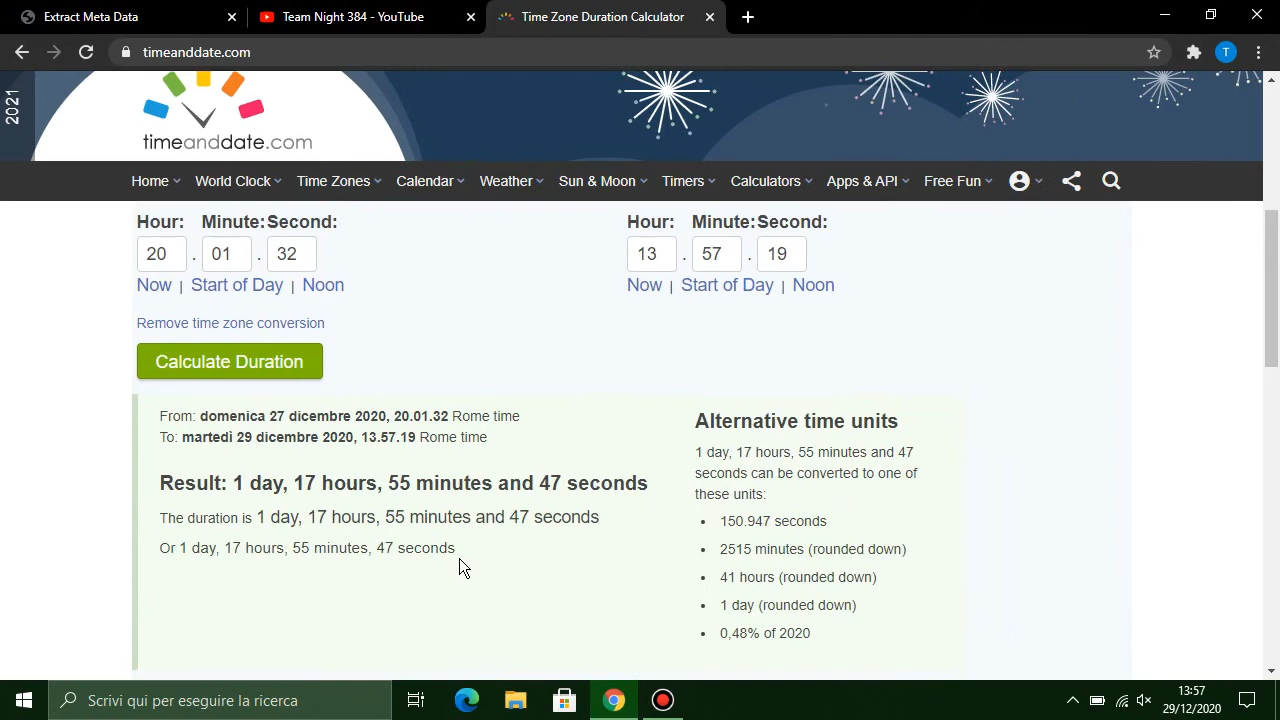 Extract Meta Data
Team Night 384 - YouTube
Time Zone Duration Calculator
timeanddate.com
T
2021
timeanddate.com
Home World Clock Time Zones Calendar Weather Sun & Moon Timers Calculators Apps & API Free Fun
Hour: Minute: Second:
20 . 01 . 32
Now | Start of Day | Noon
Hour: Minute: Second:
13 . 57 . 19
Now | Start of Day | Noon
Remove time zone conversion
Calculate Duration
From: domenica 27 dicembre 2020, 20.01.32 Rome time
To: martedì 29 dicembre 2020, 13.57.19 Rome time
Result: 1 day, 17 hours, 55 minutes and 47 seconds
The duration is 1 day, 17 hours, 55 minutes and 47 seconds
Or 1 day, 17 hours, 55 minutes, 47 seconds
Alternative time units
1 day, 17 hours, 55 minutes and 47
seconds can be converted to one of
these units:
• 150.947 seconds
• 2515 minutes (rounded down)
• 41 hours (rounded down)
• 1 day (rounded down)
• 0,48% of 2020
Scrivi qui per eseguire la ricerca
13:57
29/12/2020